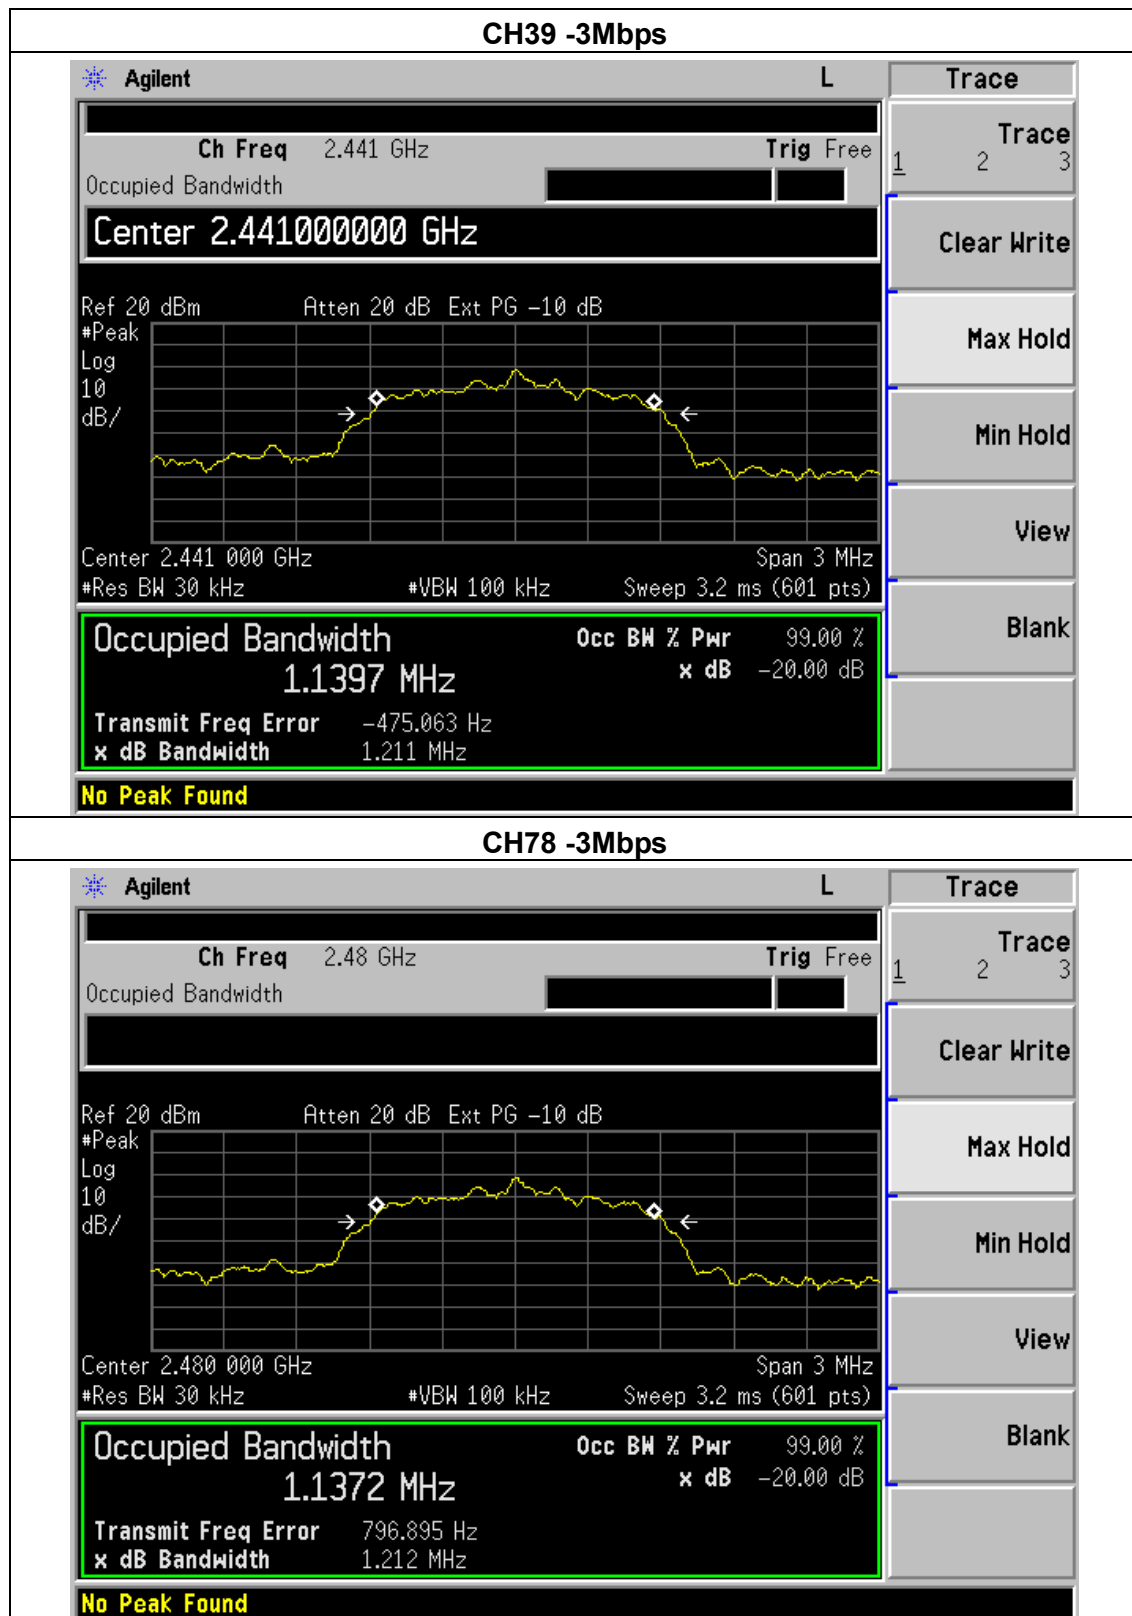 CH39 -3Mbps
Agilent L Trace
Ch Freq 2.441 GHz Trig Free
Occupied Bandwidth
Center 2.441000000 GHz
Ref 20 dBm Atten 20 dB Ext PG -10 dB
#Peak
Log
10
dB/
Center 2.441 000 GHz Span 3 MHz
#Res BW 30 kHz #VBW 100 kHz Sweep 3.2 ms (601 pts)
Occupied Bandwidth Occ BW % Pwr 99.00 %
1.1397 MHz x dB -20.00 dB
Transmit Freq Error -475.063 Hz
x dB Bandwidth 1.211 MHz
No Peak Found
Trace
1 2 3
Clear Write
Max Hold
Min Hold
View
Blank
CH78 -3Mbps
Agilent L Trace
Ch Freq 2.48 GHz Trig Free
Occupied Bandwidth
Ref 20 dBm Atten 20 dB Ext PG -10 dB
#Peak
Log
10
dB/
Center 2.480 000 GHz Span 3 MHz
#Res BW 30 kHz #VBW 100 kHz Sweep 3.2 ms (601 pts)
Occupied Bandwidth Occ BW % Pwr 99.00 %
1.1372 MHz x dB -20.00 dB
Transmit Freq Error 796.895 Hz
x dB Bandwidth 1.212 MHz
No Peak Found
Trace
1 2 3
Clear Write
Max Hold
Min Hold
View
Blank